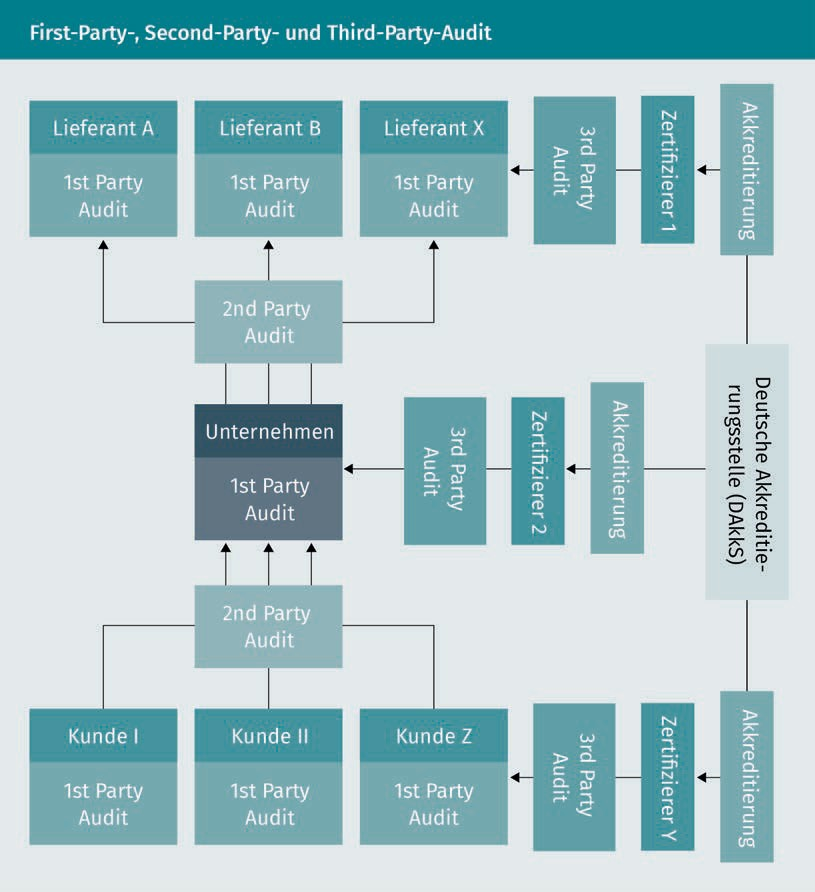 First-Party-, Second-Party- und Third-Party-Audit
Lieferant A
1st Party
Audit
Lieferant B
1st Party
Audit
Lieferant X
1st Party
Audit
3rd Party
Audit
Zertifizierer 1
Akkreditierung
2nd Party
Audit
Unternehmen
1st Party
Audit
3rd Party
Audit
Zertifizierer 2
Akkreditierung
Deutsche Akkreditie-
rungsstelle (DAkkS)
2nd Party
Audit
Kunde I
1st Party
Audit
Kunde II
1st Party
Audit
Kunde Z
1st Party
Audit
3rd Party
Audit
Zertifizierer Y
Akkreditierung